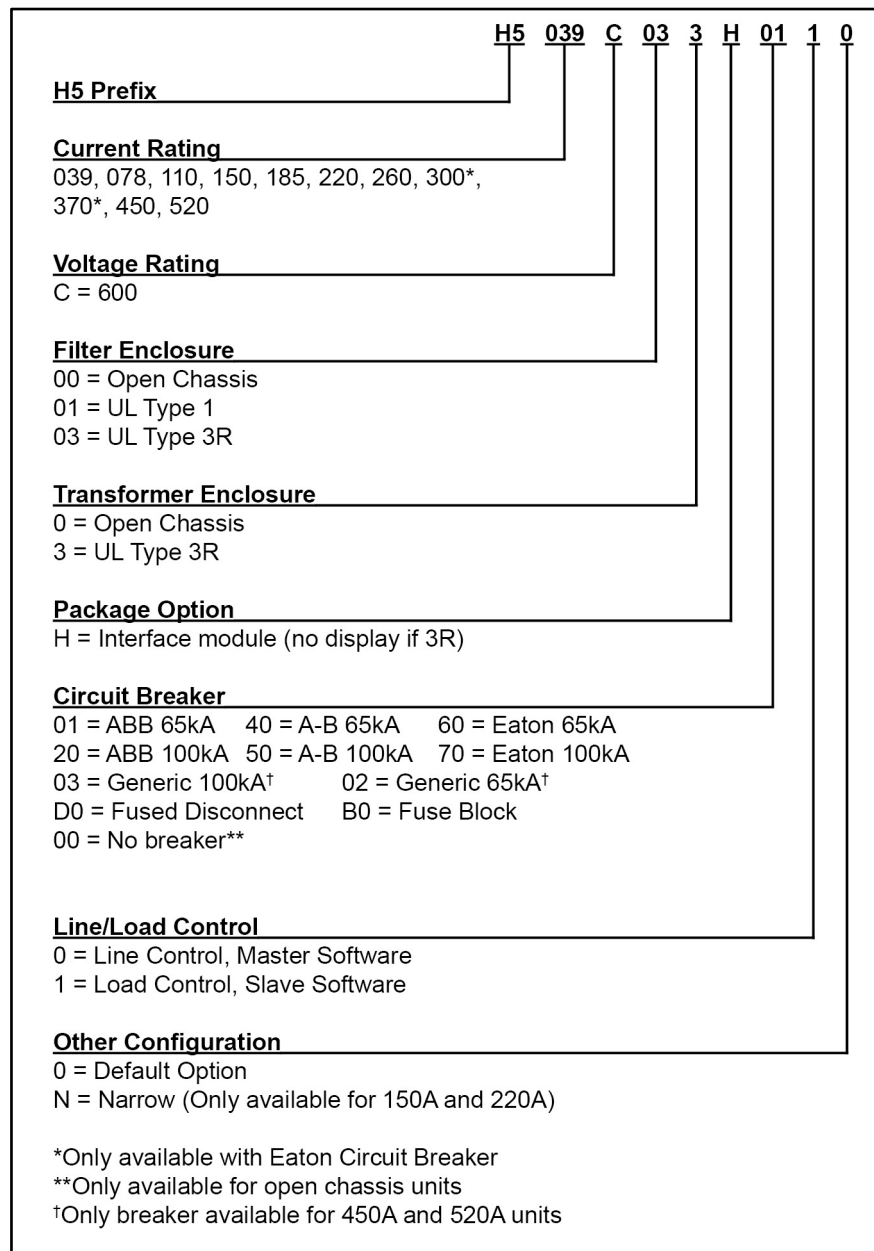 H5 039 C 03 3 H 01 1 0
H5 Prefix
Current Rating
039, 078, 110, 150, 185, 220, 260, 300*,
370*, 450, 520
Voltage Rating
C = 600
Filter Enclosure
00 = Open Chassis
01 = UL Type 1
03 = UL Type 3R
Transformer Enclosure
0 = Open Chassis
3 = UL Type 3R
Package Option
H = Interface module (no display if 3R)
Circuit Breaker
01 = ABB 65kA 40 = A-B 65kA 60 = Eaton 65kA
20 = ABB 100kA 50 = A-B 100kA 70 = Eaton 100kA
03 = Generic 100kA† 02 = Generic 65kA†
D0 = Fused Disconnect B0 = Fuse Block
00 = No breaker**
Line/Load Control
0 = Line Control, Master Software
1 = Load Control, Slave Software
Other Configuration
0 = Default Option
N = Narrow (Only available for 150A and 220A)
*Only available with Eaton Circuit Breaker
**Only available for open chassis units
†Only breaker available for 450A and 520A units